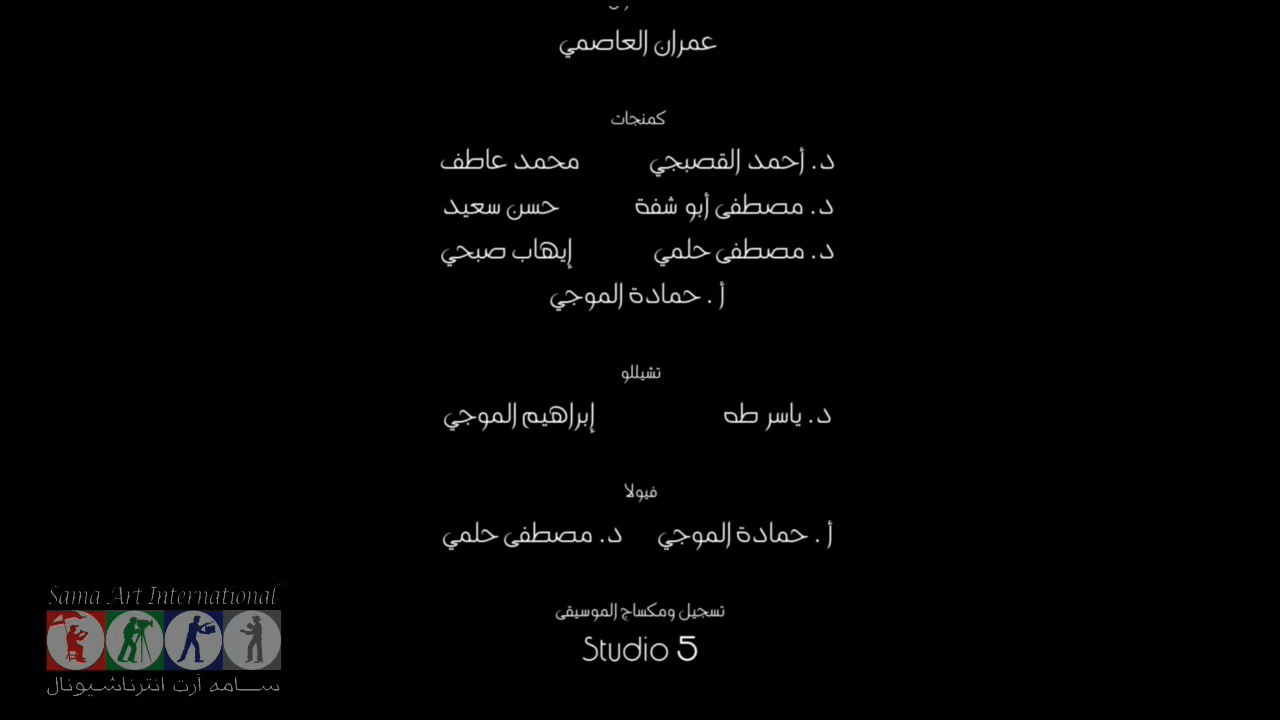 عمران العاصمي
كمنجات
د. أحمد القصبجي محمد عاطف
د. مصطفى أبو شفة حسن سعيد
د. مصطفى حلمي إيهاب صبحي
أ . حمادة الموجي
تشيللو
د. ياسر طه إبراهيم الموجي
فيولا
أ . حمادة الموجي د. مصطفى حلمي
تسجيل ومكساج الموسيقى
Studio 5
Sama Art International
سـامه آرت انترناشيونال